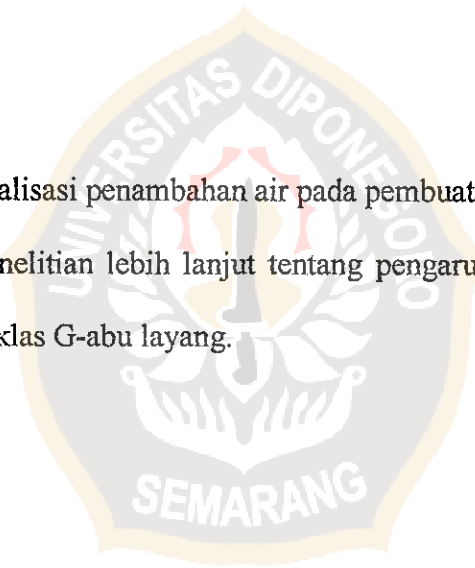 UNIVERSITAS DIPONEGORO
alisasi penambahan air pada pembuat
nelitian lebih lanjut tentang pengaru
klas G-abu layang.
SEMARANG